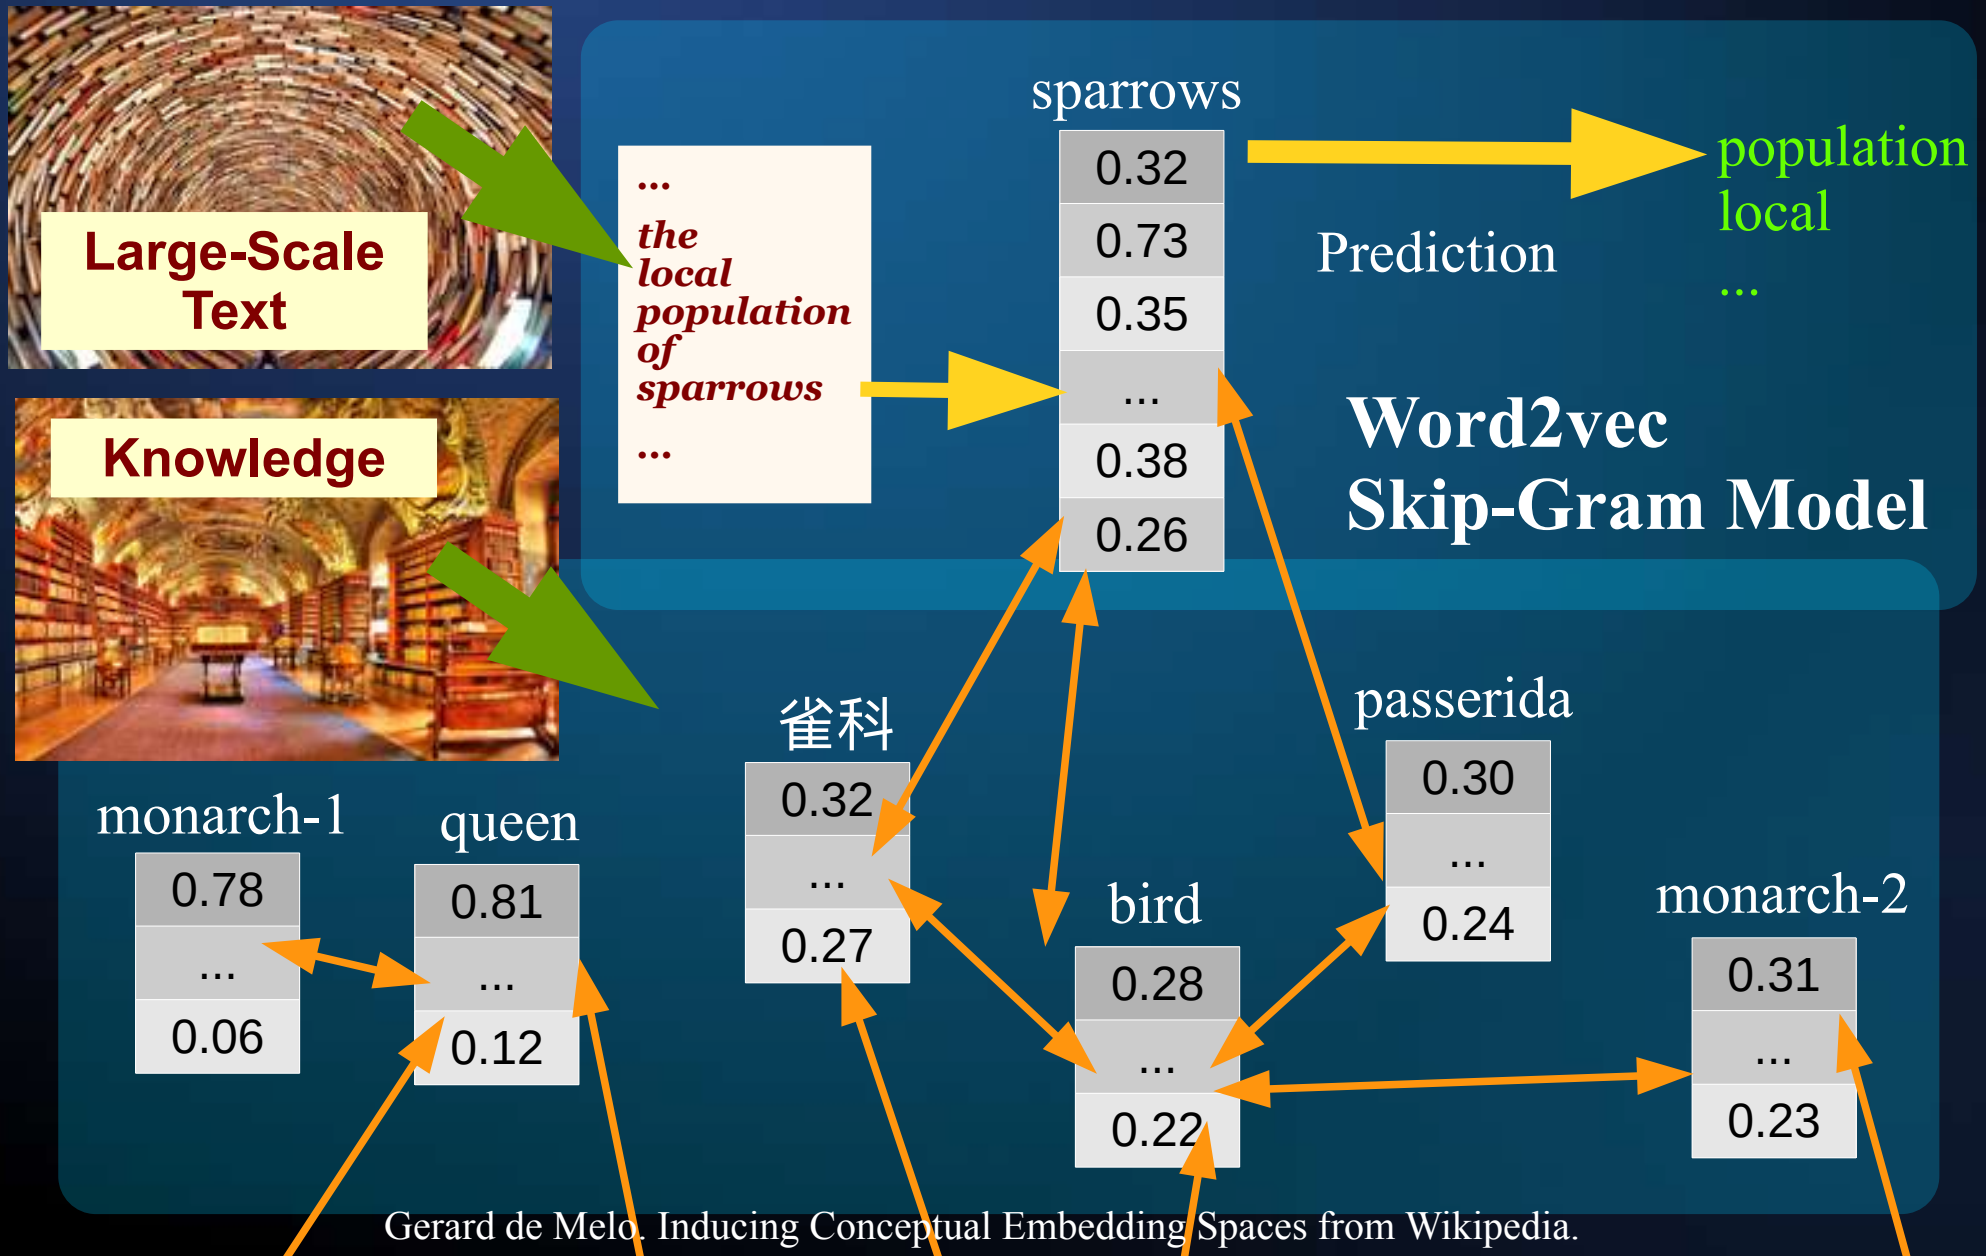 Large-Scale
Text
Knowledge
...
the
local
population
of
sparrows
...
sparrows
0.32
0.73
0.35
...
0.38
0.26
population
local
...
Prediction
Word2vec
Skip-Gram Model
monarch-1
0.78
...
0.06
queen
0.81
...
0.12
雀科
0.32
...
0.27
bird
0.28
...
0.22
passerida
0.30
...
0.24
monarch-2
0.31
...
0.23
Gerard de Melo. Inducing Conceptual Embedding Spaces from Wikipedia.